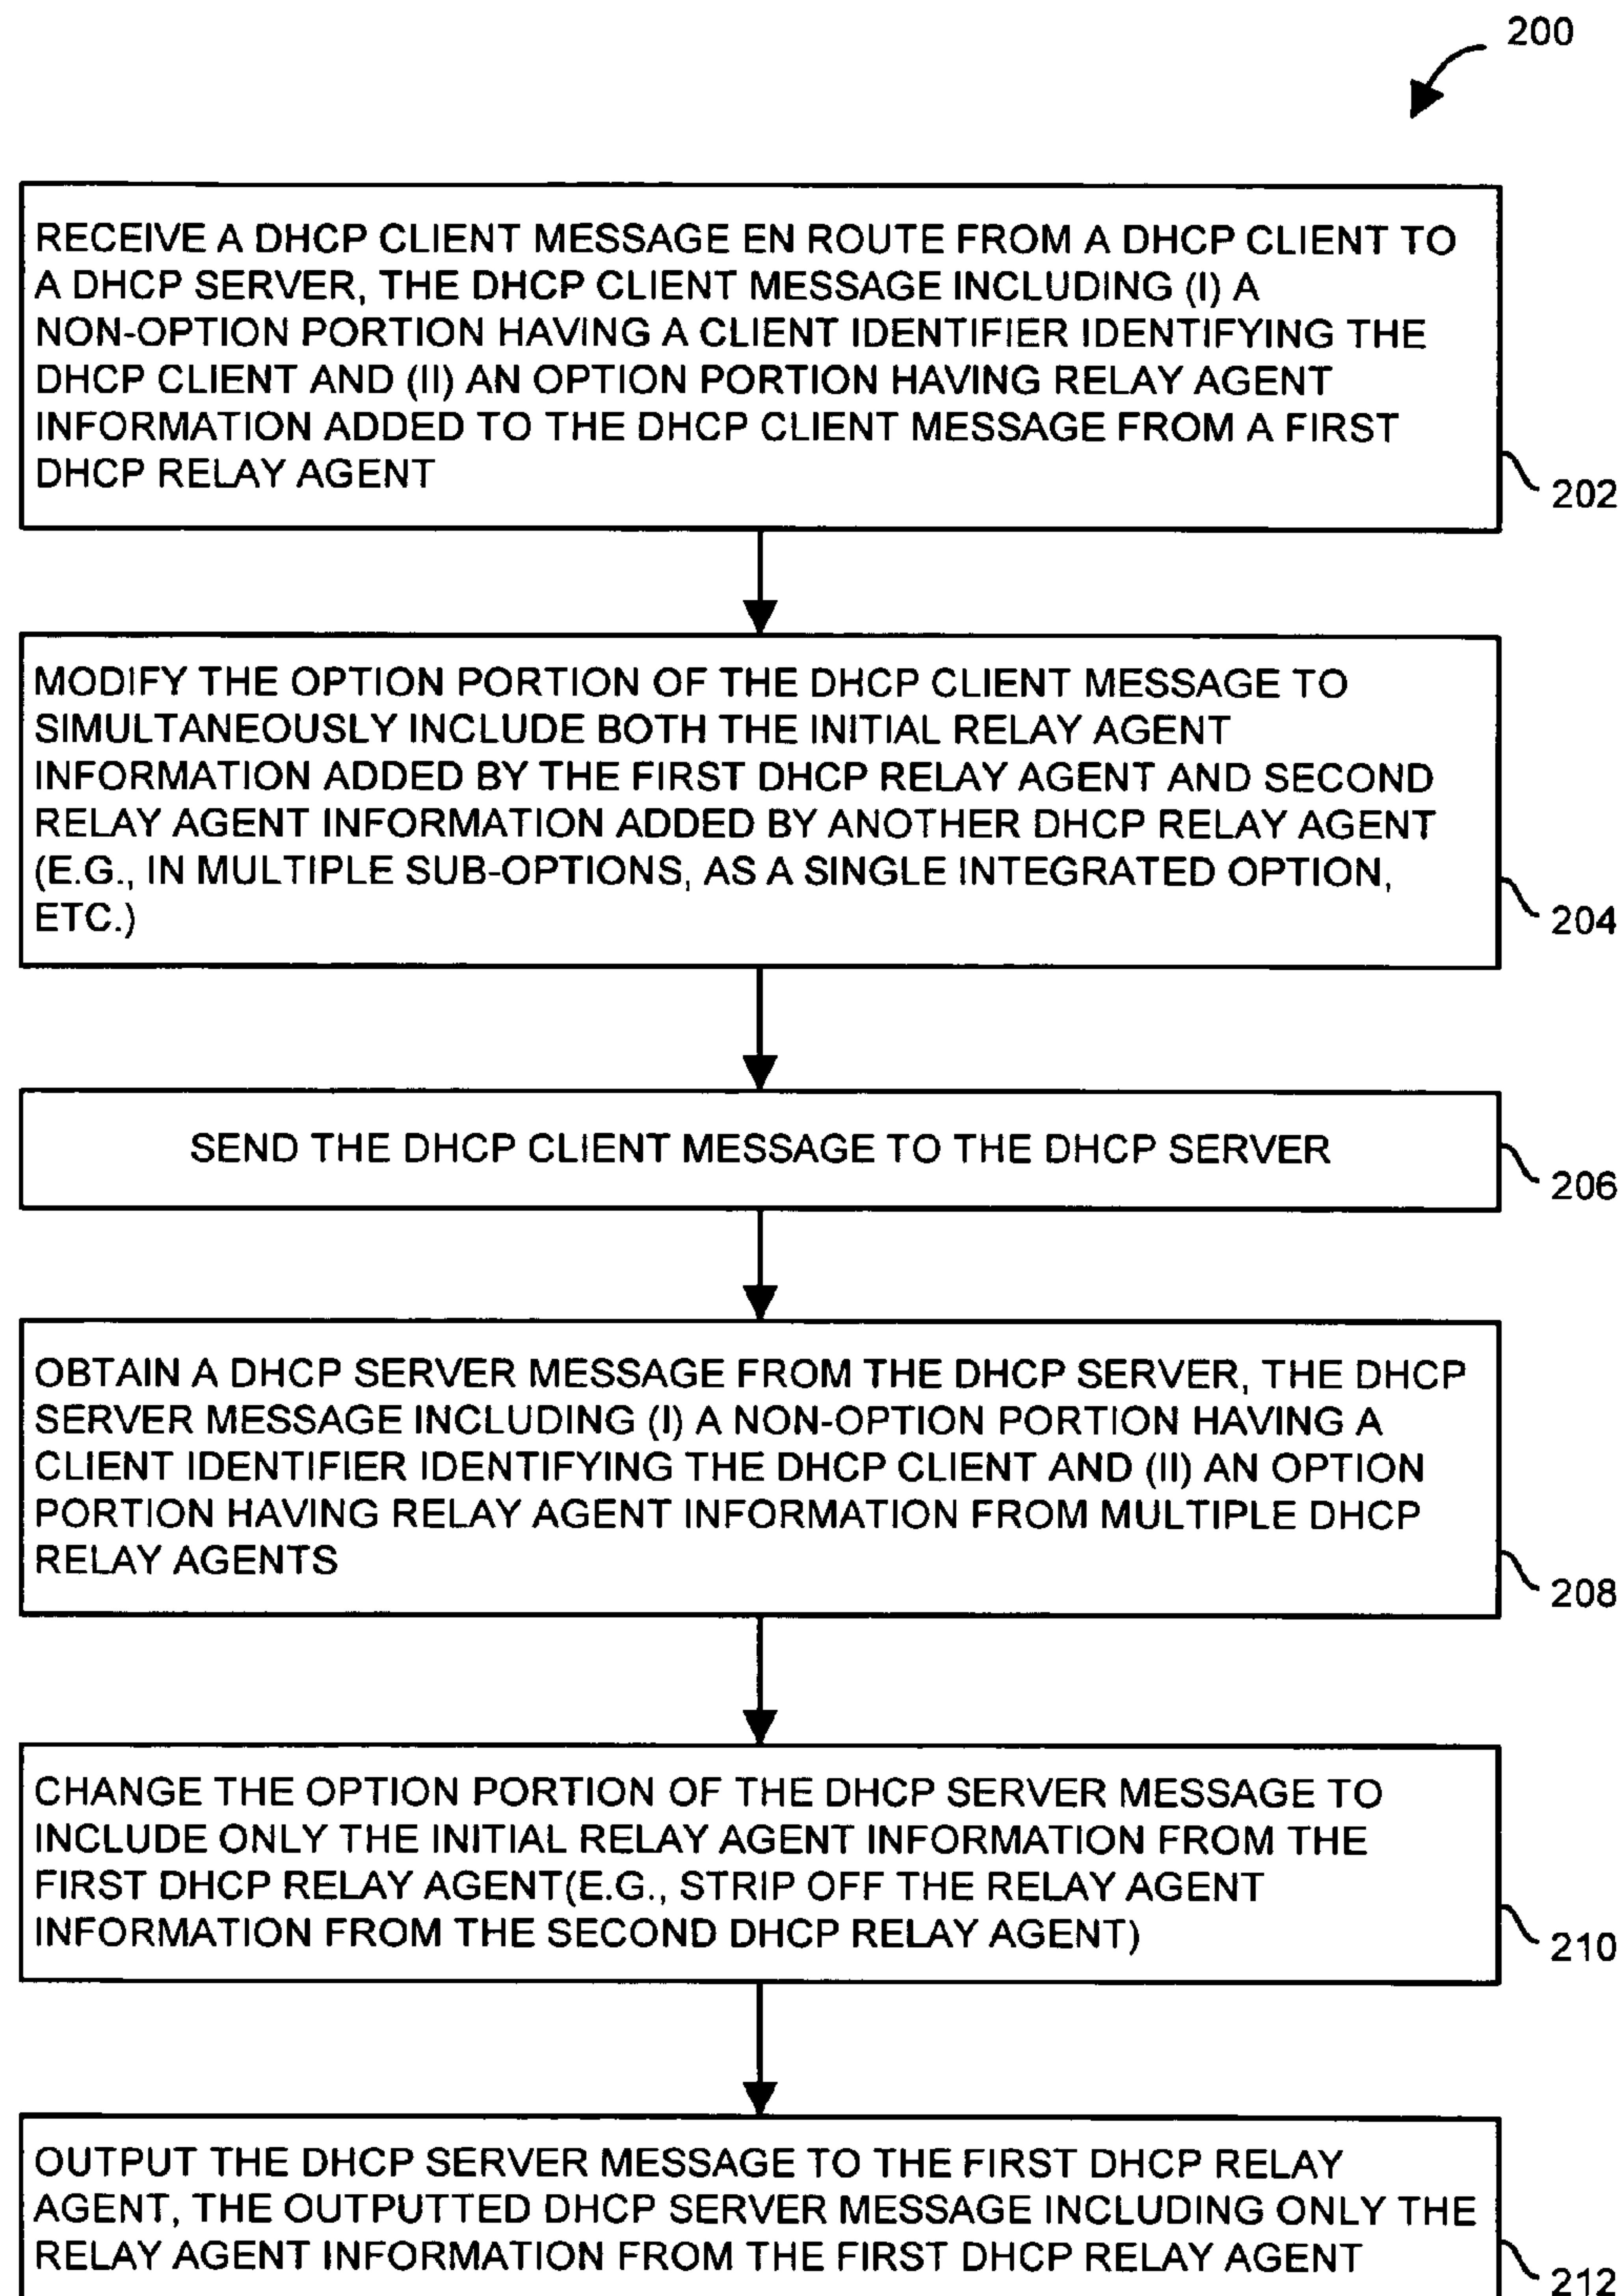 200
RECEIVE A DHCP CLIENT MESSAGE EN ROUTE FROM A DHCP CLIENT TO
A DHCP SERVER, THE DHCP CLIENT MESSAGE INCLUDING (I) A
NON-OPTION PORTION HAVING A CLIENT IDENTIFIER IDENTIFYING THE
DHCP CLIENT AND (II) AN OPTION PORTION HAVING RELAY AGENT
INFORMATION ADDED TO THE DHCP CLIENT MESSAGE FROM A FIRST
DHCP RELAY AGENT
202
MODIFY THE OPTION PORTION OF THE DHCP CLIENT MESSAGE TO
SIMULTANEOUSLY INCLUDE BOTH THE INITIAL RELAY AGENT
INFORMATION ADDED BY THE FIRST DHCP RELAY AGENT AND SECOND
RELAY AGENT INFORMATION ADDED BY ANOTHER DHCP RELAY AGENT
(E.G., IN MULTIPLE SUB-OPTIONS, AS A SINGLE INTEGRATED OPTION,
ETC.)
204
SEND THE DHCP CLIENT MESSAGE TO THE DHCP SERVER
206
OBTAIN A DHCP SERVER MESSAGE FROM THE DHCP SERVER, THE DHCP
SERVER MESSAGE INCLUDING (I) A NON-OPTION PORTION HAVING A
CLIENT IDENTIFIER IDENTIFYING THE DHCP CLIENT AND (II) AN OPTION
PORTION HAVING RELAY AGENT INFORMATION FROM MULTIPLE DHCP
RELAY AGENTS
208
CHANGE THE OPTION PORTION OF THE DHCP SERVER MESSAGE TO
INCLUDE ONLY THE INITIAL RELAY AGENT INFORMATION FROM THE
FIRST DHCP RELAY AGENT(E.G., STRIP OFF THE RELAY AGENT
INFORMATION FROM THE SECOND DHCP RELAY AGENT)
210
OUTPUT THE DHCP SERVER MESSAGE TO THE FIRST DHCP RELAY
AGENT, THE OUTPUTTED DHCP SERVER MESSAGE INCLUDING ONLY THE
RELAY AGENT INFORMATION FROM THE FIRST DHCP RELAY AGENT
212